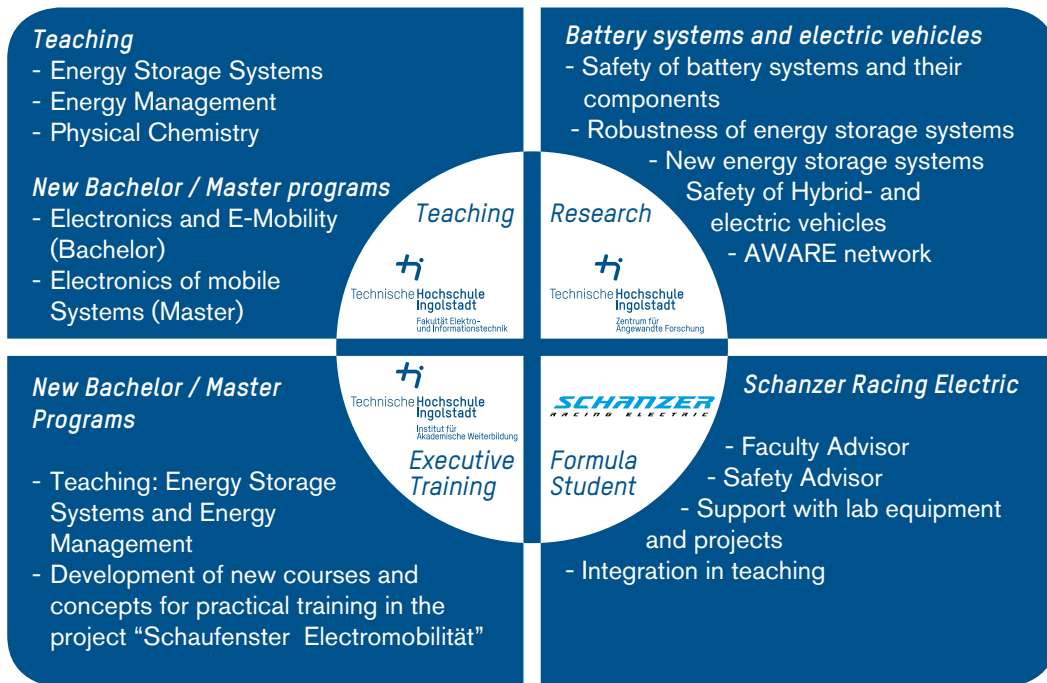 Teaching
- Energy Storage Systems
- Energy Management
- Physical Chemistry
New Bachelor / Master programs
- Electronics and E-Mobility
(Bachelor)
- Electronics of mobile
Systems (Master)
Teaching
Technische Hochschule
Ingolstadt
Fakultät Elektro-
und Informationstechnik
Battery systems and electric vehicles
- Safety of battery systems and their
components
- Robustness of energy storage systems
- New energy storage systems
Safety of Hybrid- and
electric vehicles
- AWARE network
Research
Technische Hochschule
Ingolstadt
Zentrum für
Angewandte Forschung
New Bachelor / Master
Programs
- Teaching: Energy Storage
Systems and Energy
Management
- Development of new courses and
concepts for practical training in the
project “Schaufenster Electromobilität”
Technische Hochschule
Ingolstadt
Institut für
Akademische Weiterbildung
Executive
Training
SCHANZER
RACING ELECTRIC
Formula
Student
Schanzer Racing Electric
- Faculty Advisor
- Safety Advisor
- Support with lab equipment
and projects
- Integration in teaching